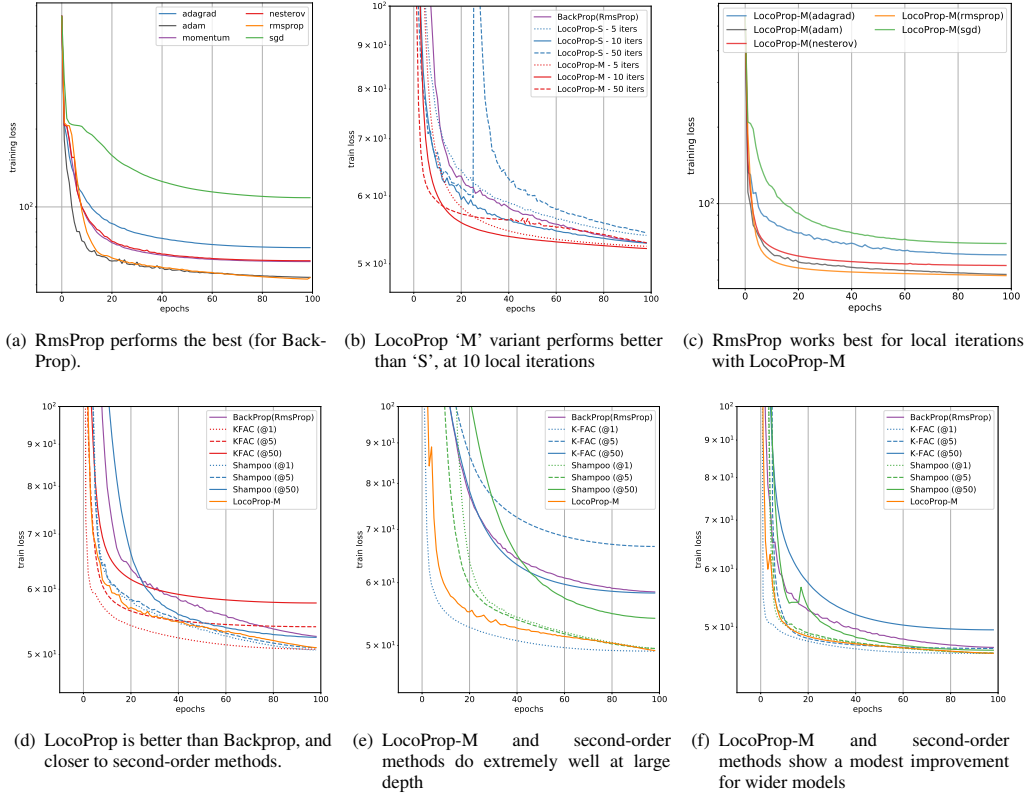 adagrad
adam
momentum
nesterov
rmsprop
sgd
training loss
10²
0 20 40 60 80 100
epochs
(a) RmsProp performs the best (for Back-
Prop).
10²
9 × 10¹
8 × 10¹
7 × 10¹
6 × 10¹
5 × 10¹
train loss
BackProp(RmsProp)
LocoProp-S - 5 iters
LocoProp-S - 10 iters
LocoProp-S - 50 iters
LocoProp-M - 5 iters
LocoProp-M - 10 iters
LocoProp-M - 50 iters
0 20 40 60 80 100
epochs
(b) LocoProp ‘M’ variant performs better
than ‘S’, at 10 local iterations
LocoProp-M(adagrad)
LocoProp-M(adam)
LocoProp-M(nesterov)
LocoProp-M(rmsprop)
LocoProp-M(sgd)
training loss
10²
0 20 40 60 80 100
epochs
(c) RmsProp works best for local iterations
with LocoProp-M
10²
9 × 10¹
8 × 10¹
7 × 10¹
6 × 10¹
5 × 10¹
train loss
BackProp(RmsProp)
KFAC (@1)
KFAC (@5)
KFAC (@50)
Shampoo (@1)
Shampoo (@5)
Shampoo (@50)
LocoProp-M
0 20 40 60 80 100
epochs
(d) LocoProp is better than Backprop, and
closer to second-order methods.
10²
9 × 10¹
8 × 10¹
7 × 10¹
6 × 10¹
5 × 10¹
train loss
BackProp(RmsProp)
K-FAC (@1)
K-FAC (@5)
K-FAC (@50)
Shampoo (@1)
Shampoo (@5)
Shampoo (@50)
LocoProp-M
0 20 40 60 80 100
epochs
(e) LocoProp-M and second-order
methods do extremely well at large
depth
10²
9 × 10¹
8 × 10¹
7 × 10¹
6 × 10¹
5 × 10¹
train loss
BackProp(RmsProp)
K-FAC (@1)
K-FAC (@5)
K-FAC (@50)
Shampoo (@1)
Shampoo (@5)
Shampoo (@50)
LocoProp-M
0 20 40 60 80 100
epochs
(f) LocoProp-M and second-order
methods show a modest improvement
for wider models